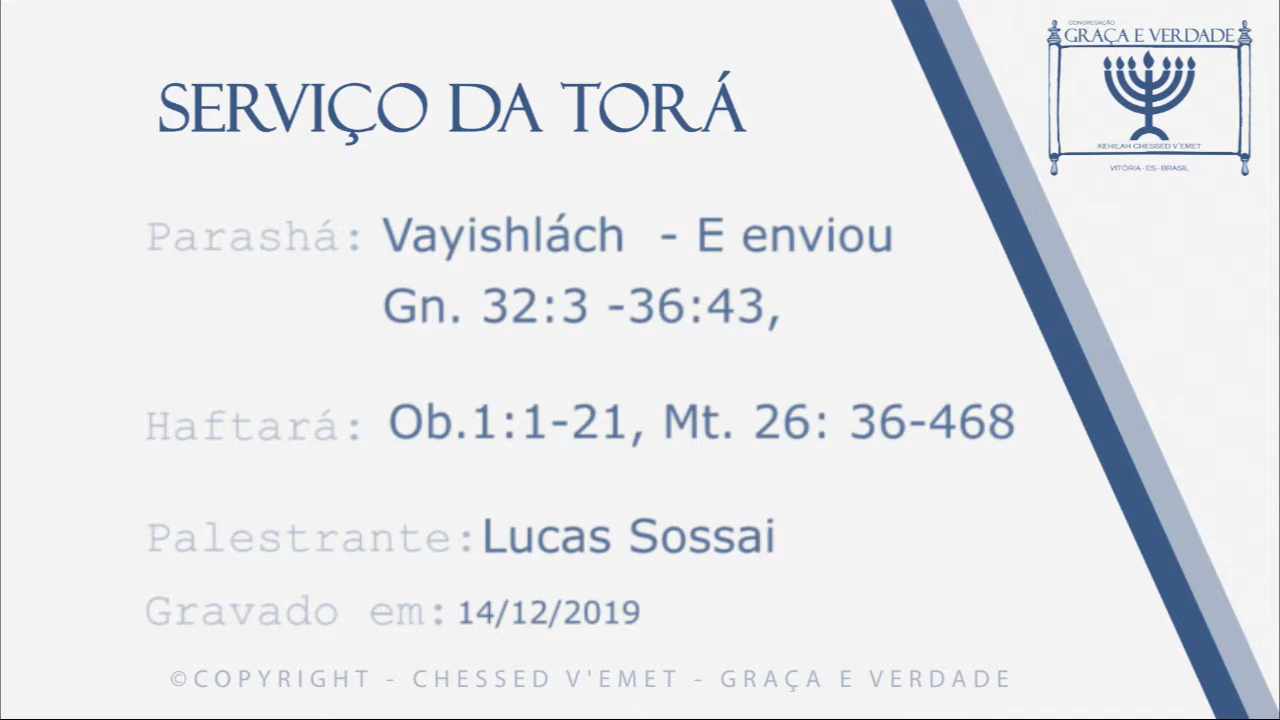 CONGREGAÇÃO
GRAÇA E VERDADE
KEHILAH CHESSED V'EMET
VITÓRIA - ES - BRASIL
SERVIÇO DA TORÁ
Parashá: Vayishlách - E enviou
Gn. 32:3 -36:43,
Haftará: Ob.1:1-21, Mt. 26: 36-468
Palestrante: Lucas Sossai
Gravado em: 14/12/2019
©COPYRIGHT - CHESSED V'EMET - GRAÇA E VERDADE